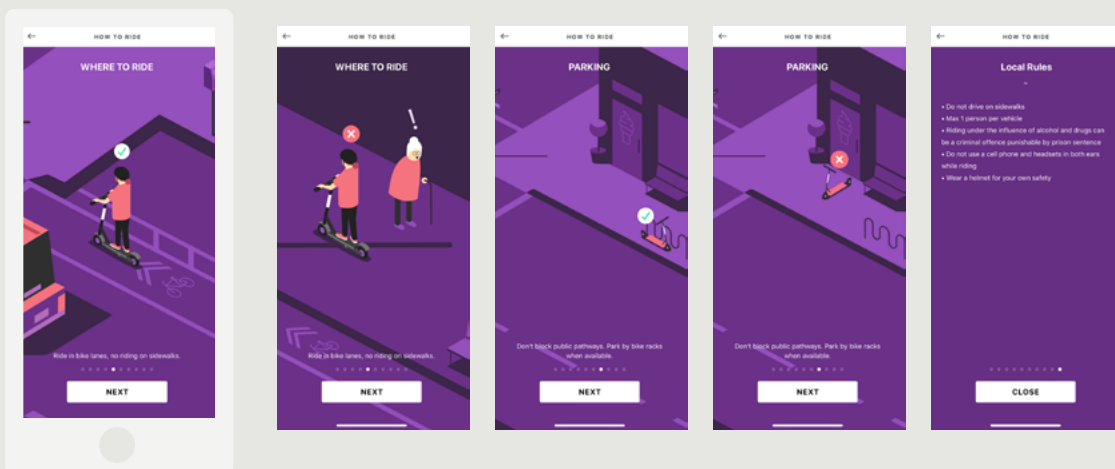 HOW TO RIDE
WHERE TO RIDE
Ride in bike lanes, no riding on sidewalks.
NEXT
HOW TO RIDE
WHERE TO RIDE
!
Ride in bike lanes, no riding on sidewalks.
NEXT
HOW TO RIDE
PARKING
Don't block public pathways. Park by bike racks
when available.
NEXT
HOW TO RIDE
PARKING
Don't block public pathways. Park by bike racks
when available.
NEXT
HOW TO RIDE
Local Rules
-
• Do not drive on sidewalks
• Max 1 person per vehicle
• Riding under the influence of alcohol and drugs can
be a criminal offence punishable by prison sentence
• Do not use a cell phone and headsets in both ears
while riding
• Wear a helmet for your own safety
CLOSE